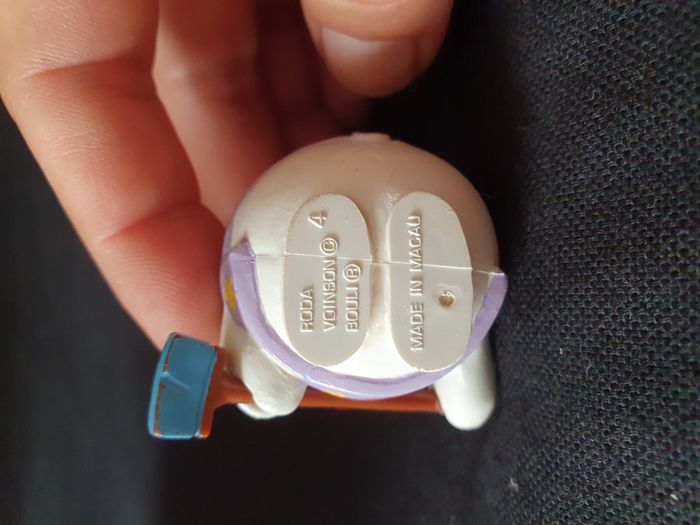 RODA 4
VOINSON ©
BOULI ®
MADE IN MACAU